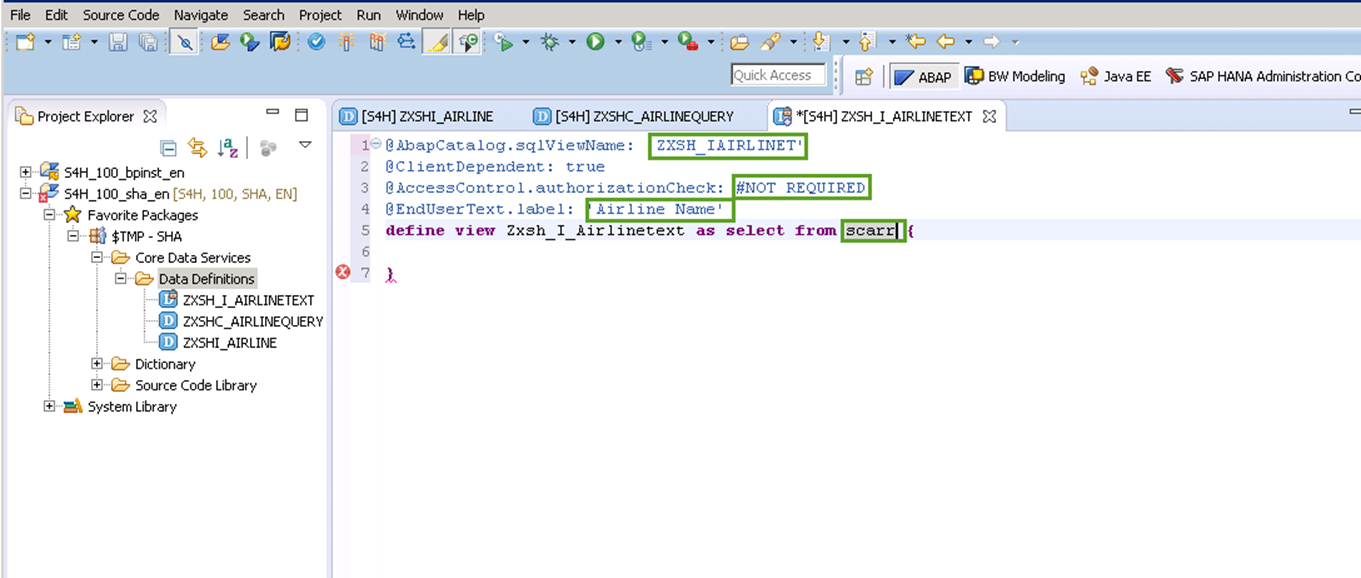 File Edit Source Code Navigate Search Project Run Window Help
Quick Access
ABAP BW Modeling Java EE SAP HANA Administration Co
Project Explorer
[S4H] ZXSHI_AIRLINE [S4H] ZXSHC_AIRLINEQUERY *[S4H] ZXSH_I_AIRLINETEXT
S4H_100_bpinst_en
S4H_100_sha_en [S4H, 100, SHA, EN]
Favorite Packages
$TMP - SHA
Core Data Services
Data Definitions
ZXSH_I_AIRLINETEXT
ZXSHC_AIRLINEQUERY
ZXSHI_AIRLINE
Dictionary
Source Code Library
System Library
1 @AbapCatalog.sqlViewName: 'ZXSH_IAIRLINET'
2 @ClientDependent: true
3 @AccessControl.authorizationCheck: #NOT REQUIRED
4 @EndUserText.label: 'Airline Name'
5 define view Zxsh_I_Airlinetext as select from scarr {
6
7 }